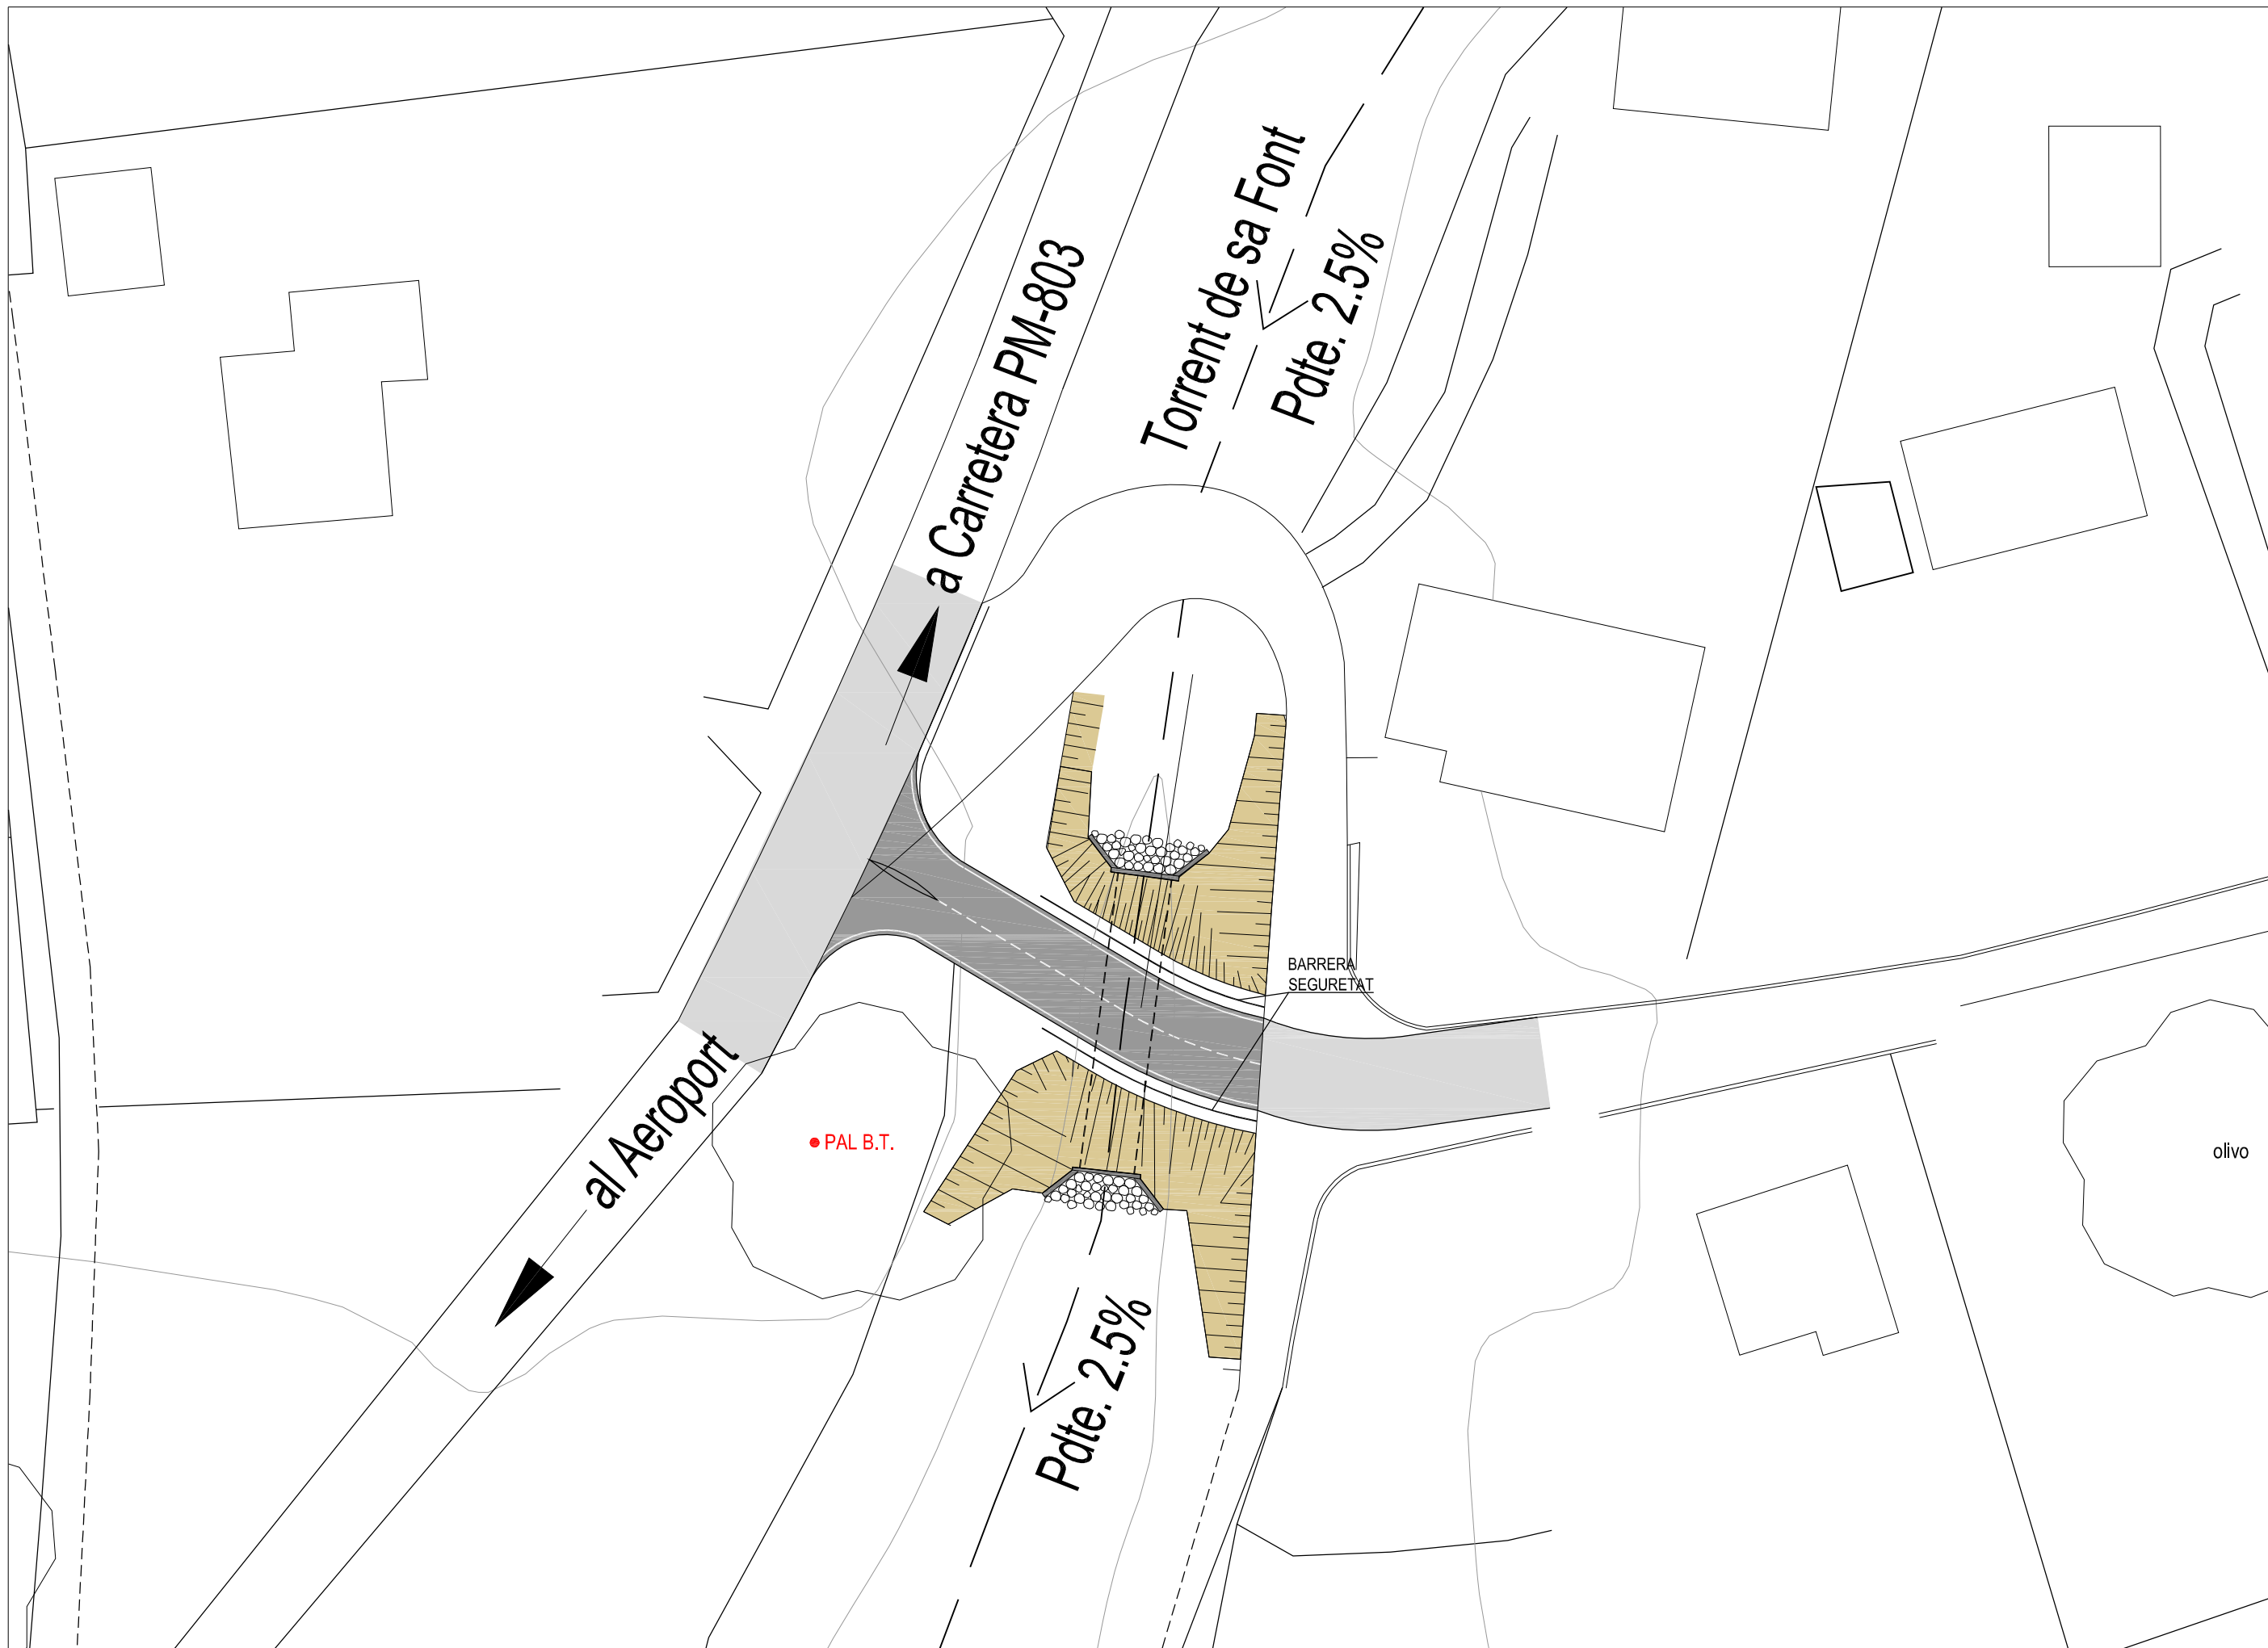 Torrent de sa Font
Pdte. 2.5%
a Carretera PM-803
BARRERA
SEGURETAT
al Aeroport
PAL B.T.
olivo
Pdte. 2.5%